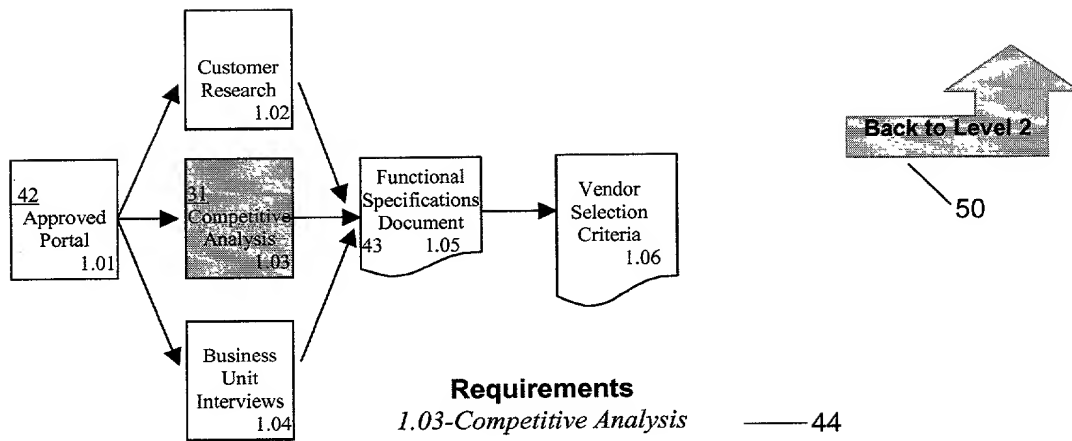 Customer
Research
1.02
Back to Level 2
50
42
Approved
Portal
1.01
31
Competitive
Analysis
1.03
Functional
Specifications
Document
43 1.05
Vendor
Selection
Criteria
1.06
Business
Unit
Interviews
1.04
Requirements
1.03-Competitive Analysis
44